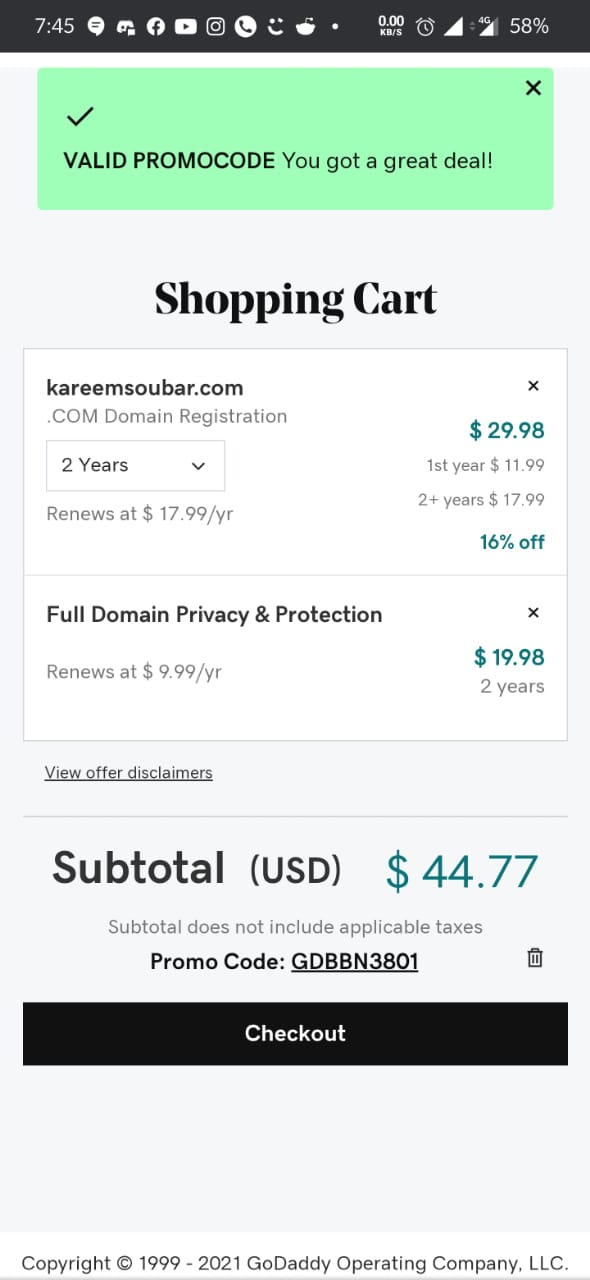 7:45
0.00
KB/S
4G
58%
VALID PROMOCODE You got a great deal!
Shopping Cart
kareemsoubar.com
.COM Domain Registration
$ 29.98
2 Years
1st year $ 11.99
2+ years $ 17.99
Renews at $ 17.99/yr
16% off
Full Domain Privacy & Protection
$ 19.98
Renews at $ 9.99/yr
2 years
View offer disclaimers
Subtotal (USD) $ 44.77
Subtotal does not include applicable taxes
Promo Code: GDBBN3801
Checkout
Copyright © 1999 - 2021 GoDaddy Operating Company, LLC.